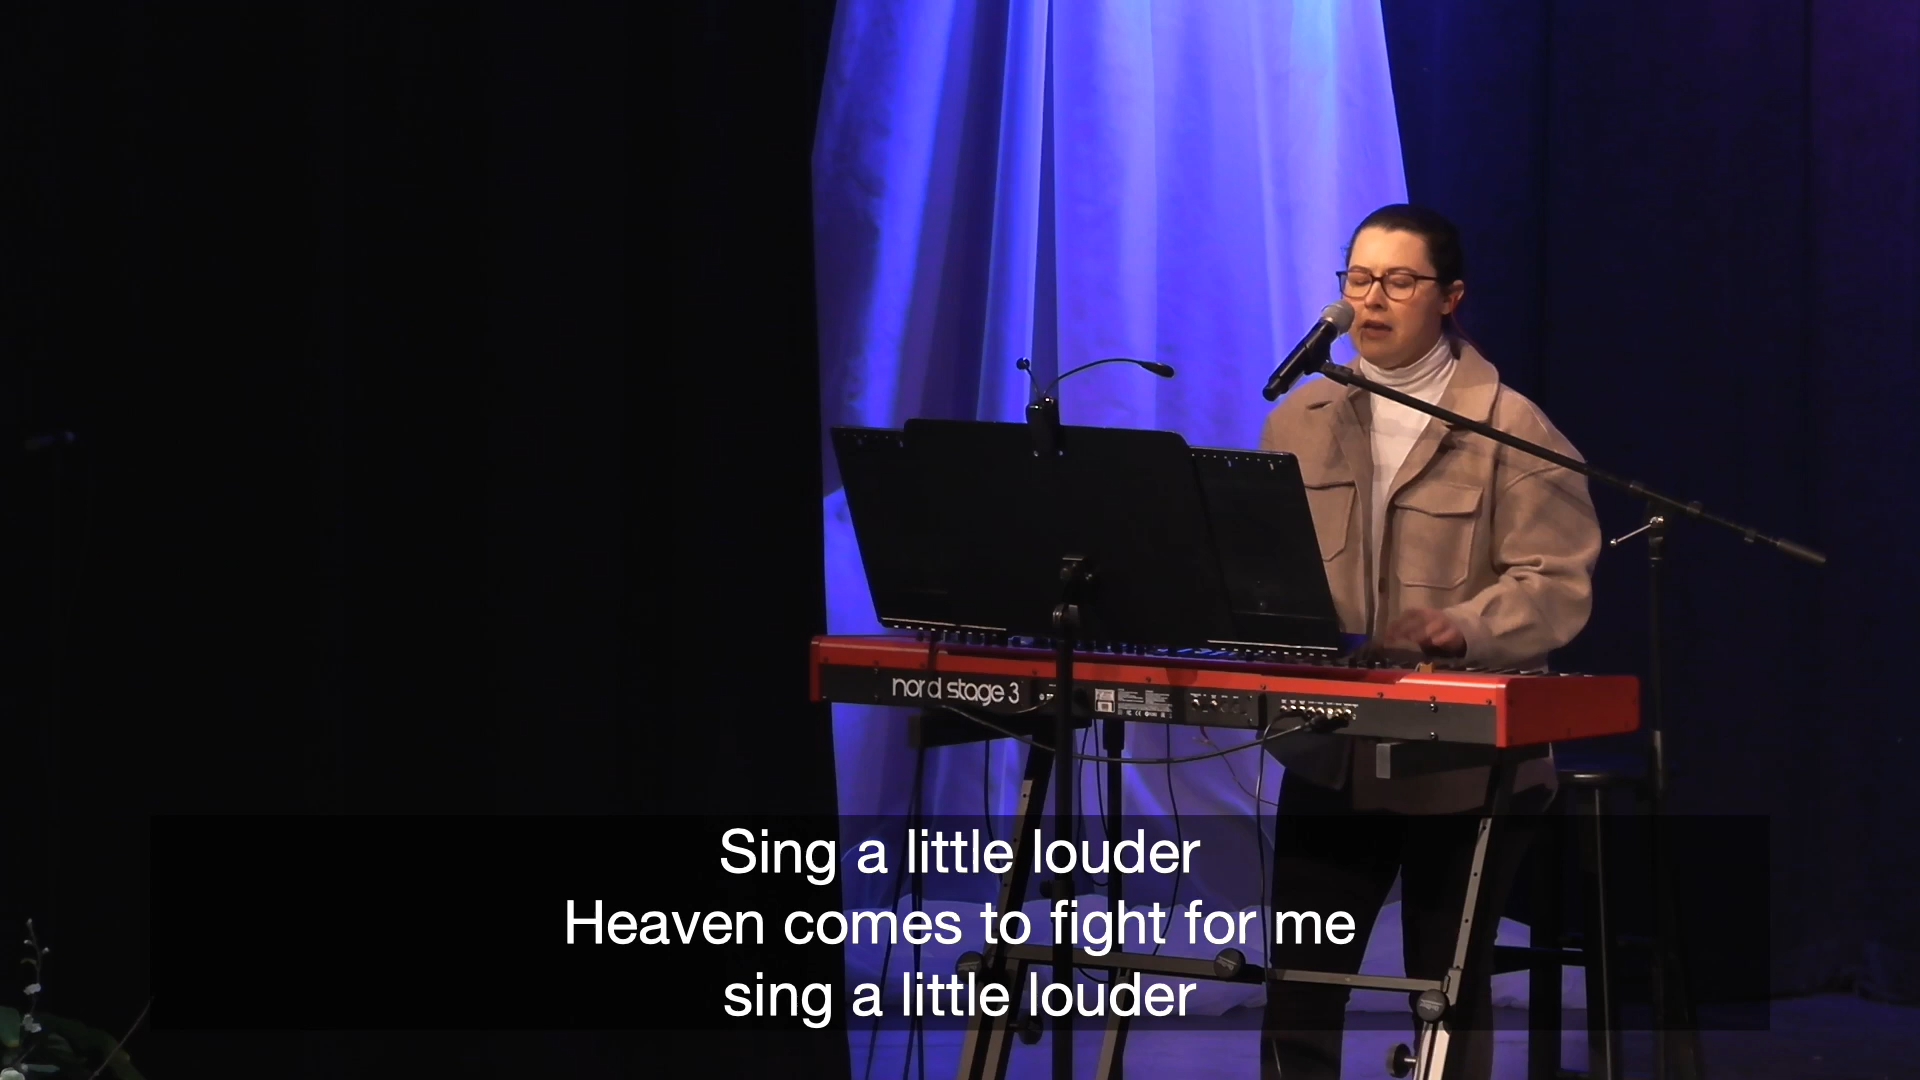 nord stage 3
Sing a little louder
Heaven comes to fight for me
sing a little louder